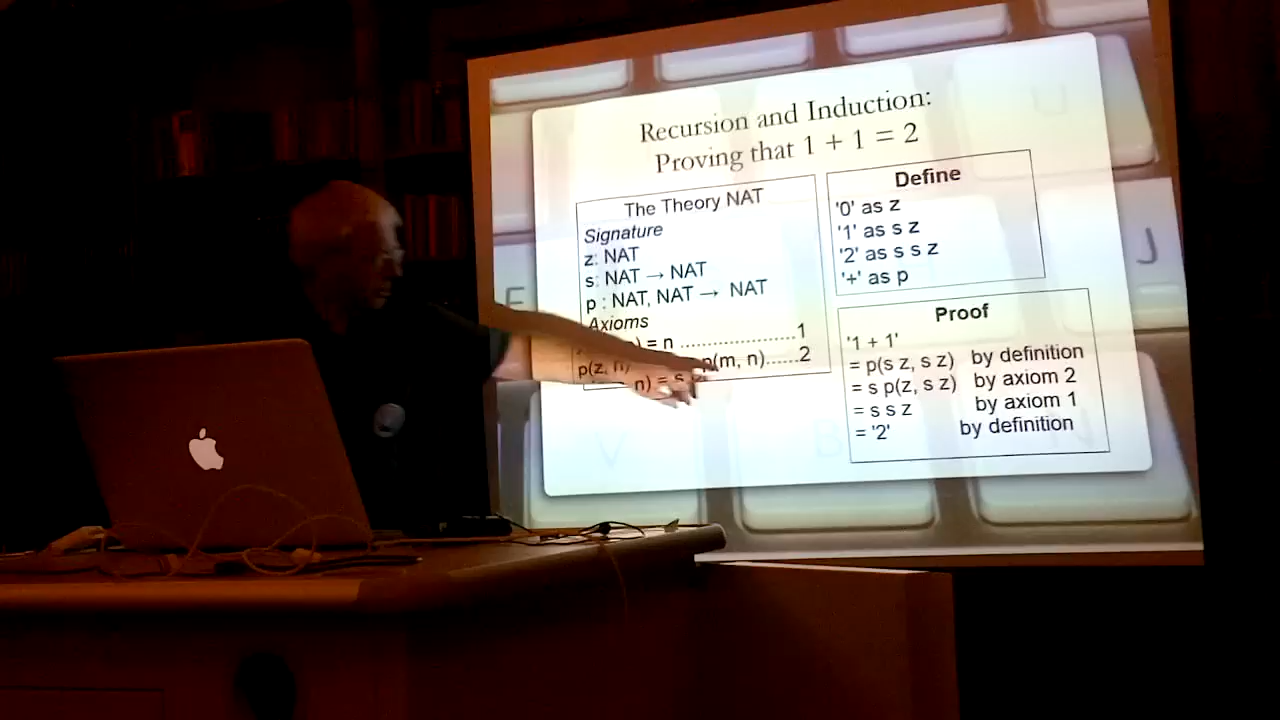 Recursion and Induction:
Proving that 1 + 1 = 2
The Theory NAT
Signature
z: NAT
s: NAT → NAT
p : NAT, NAT → NAT
Axioms
p(z, n) = n .....................1
n) = s p(m, n)......2
Define
'0' as z
'1' as s z
'2' as s s z
'+' as p
Proof
'1 + 1'
= p(s z, s z) by definition
= s p(z, s z) by axiom 2
= s s z by axiom 1
= '2' by definition
F
J
V
B
N